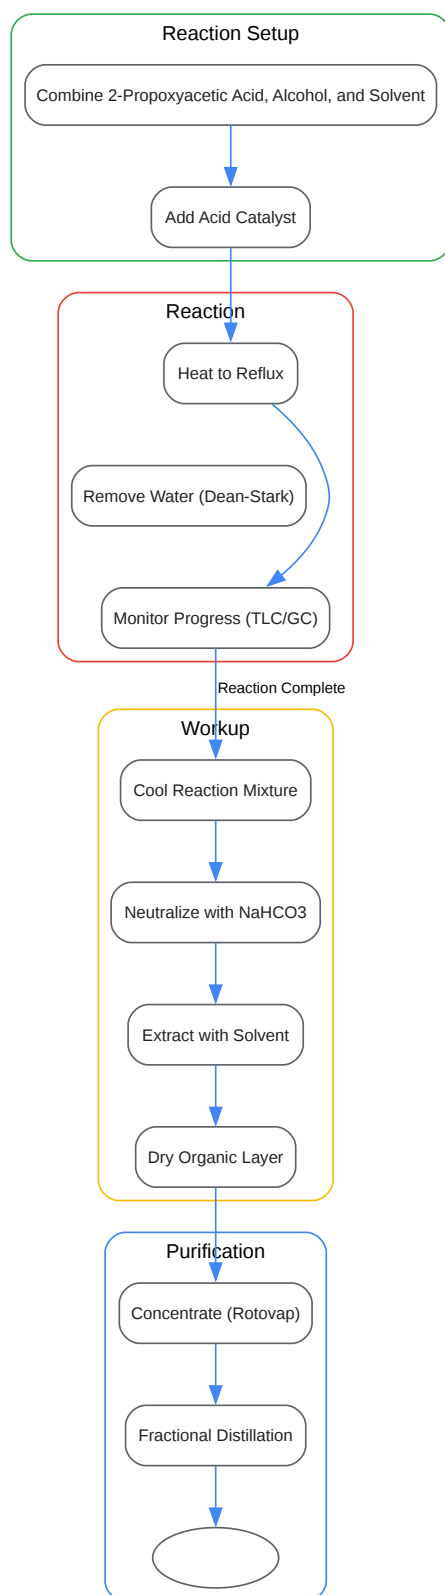 Reaction Setup
Combine 2-Propoxyacetic Acid, Alcohol, and Solvent
Add Acid Catalyst
Reaction
Heat to Reflux
Remove Water (Dean-Stark)
Monitor Progress (TLC/GC)
Reaction Complete
Workup
Cool Reaction Mixture
Neutralize with NaHCO3
Extract with Solvent
Dry Organic Layer
Purification
Concentrate (Rotovap)
Fractional Distillation